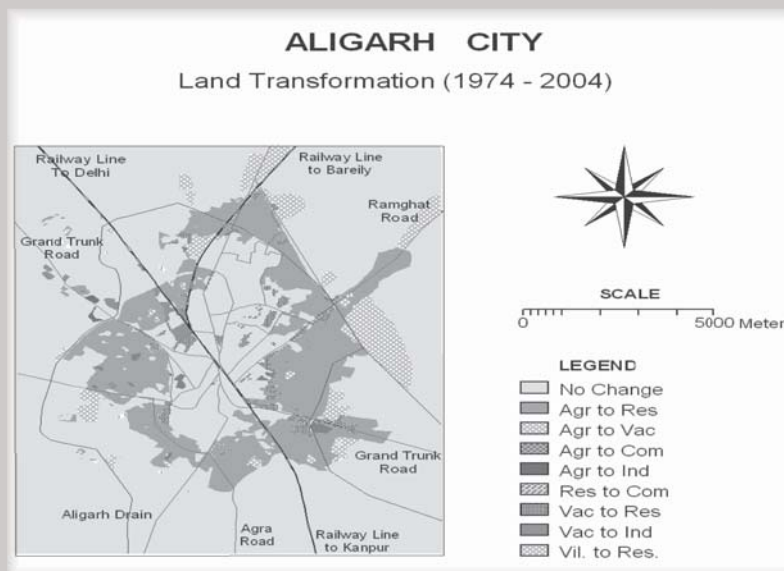 ALIGARH CITY
Land Transformation (1974 - 2004)
Railway Line
To Delhi
Railway Line
to Bareily
Ramghat
Road
Grand Trunk
Road
SCALE
0 5000 Meter
LEGEND
No Change
Agr to Res
Agr to Vac
Agr to Com
Agr to Ind
Res to Com
Vac to Res
Vac to Ind
Vil. to Res.
Grand Trunk
Road
Aligarh Drain
Agra
Road
Railway Line
to Kanpur